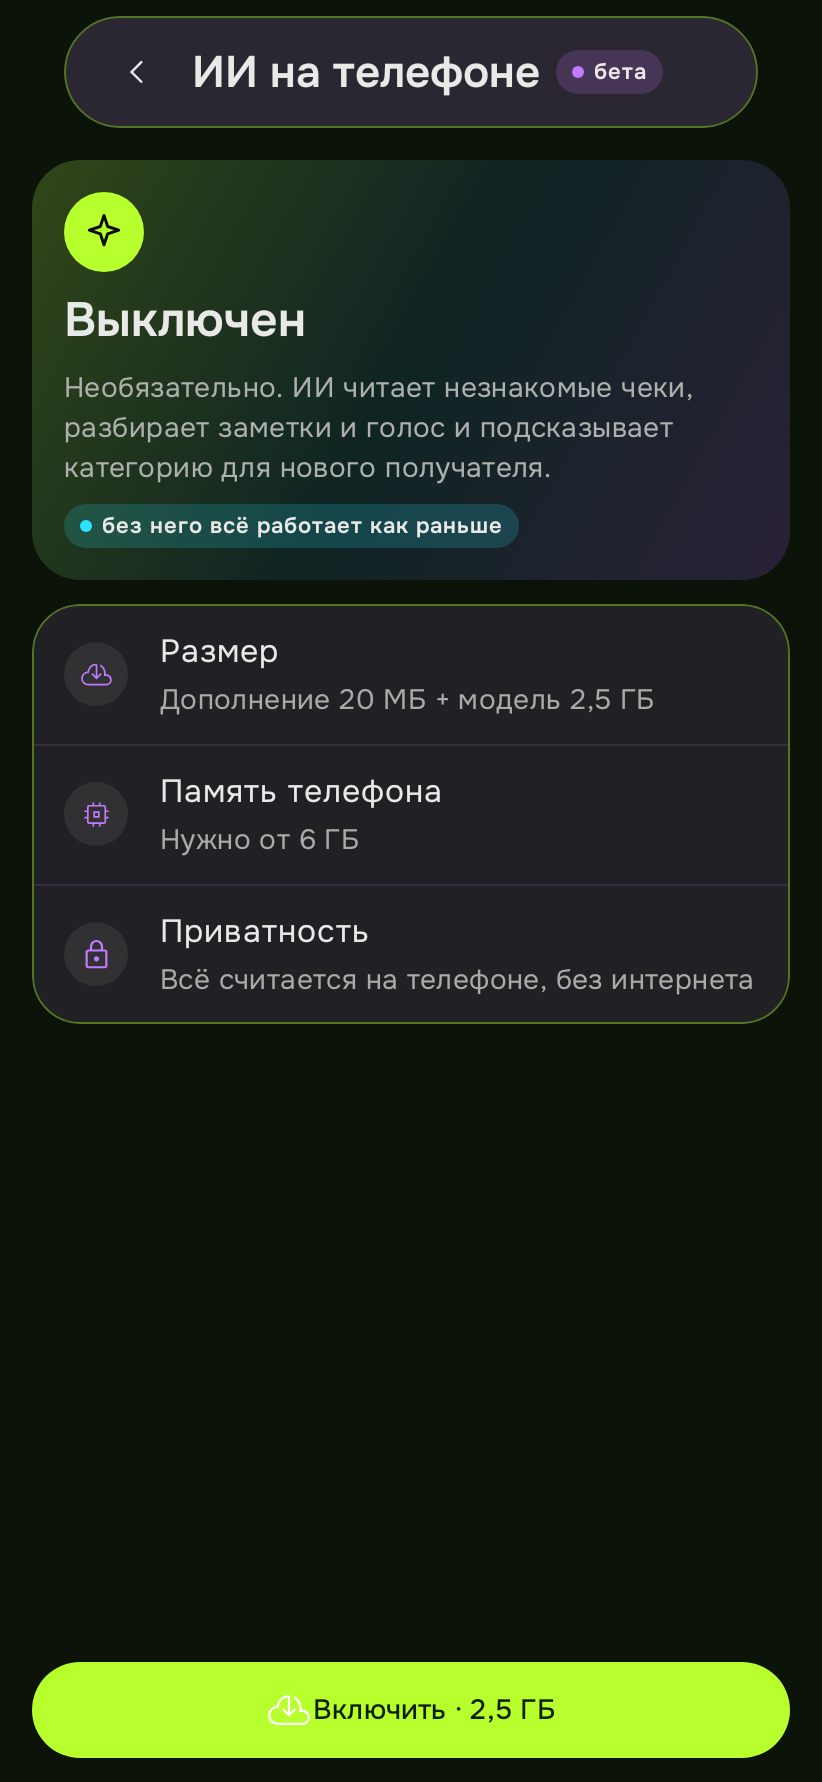 ИИ на телефоне
бета
Выключен
Необязательно. ИИ читает незнакомые чеки,
разбирает заметки и голос и подсказывает
категорию для нового получателя.
без него всё работает как раньше
Размер
Дополнение 20 МБ + модель 2,5 ГБ
Память телефона
Нужно от 6 ГБ
Приватность
Всё считается на телефоне, без интернета
Включить · 2,5 ГБ